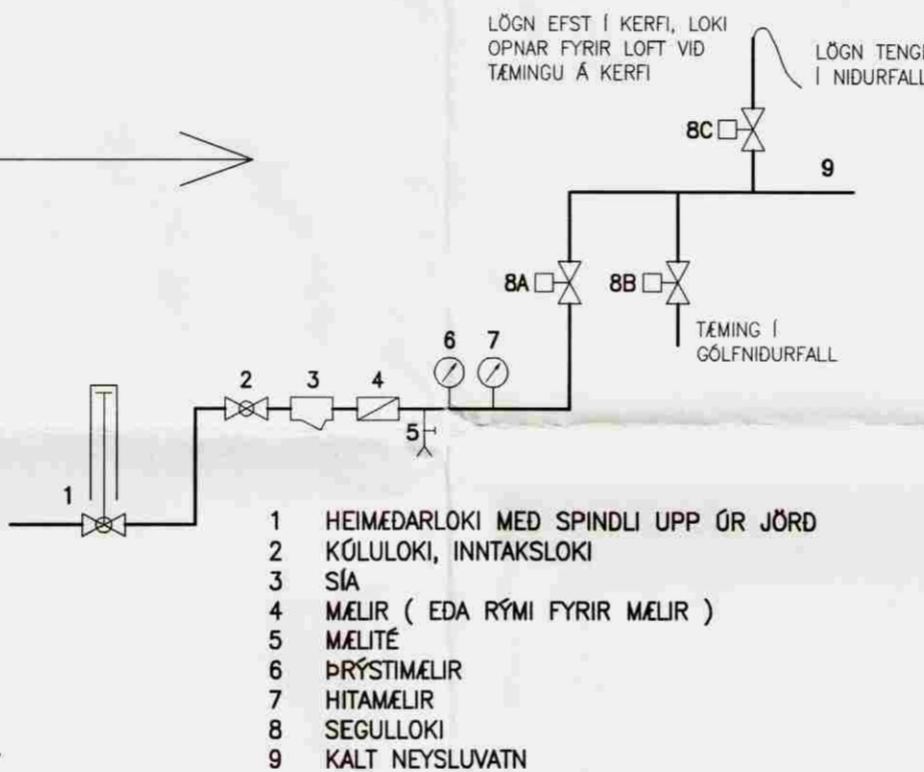 LÖGN EFST Í KERFI, LOKI
OPNAR FYRIR LOFT VIÐ
TÆMINGU Á KERFI
LÖGN TENGI
Í NIÐURFALL
8C
9
8A
8B
TÆMING Í
GÓLFNIÐURFALL
6
7
2
3
4
5
1
1 HEIMÆÐARLOKI MEÐ SPINDLI UPP ÚR JÖRÐ
2 KÚLULOKI, INNTAKSLOKI
3 SÍA
4 MÆLIR ( EÐA RÝMI FYRIR MÆLIR )
5 MÆLITÉ
6 ÞRÝSTIMÆLIR
7 HITAMÆLIR
8 SEGULLOKI
9 KALT NEYSLUVATN